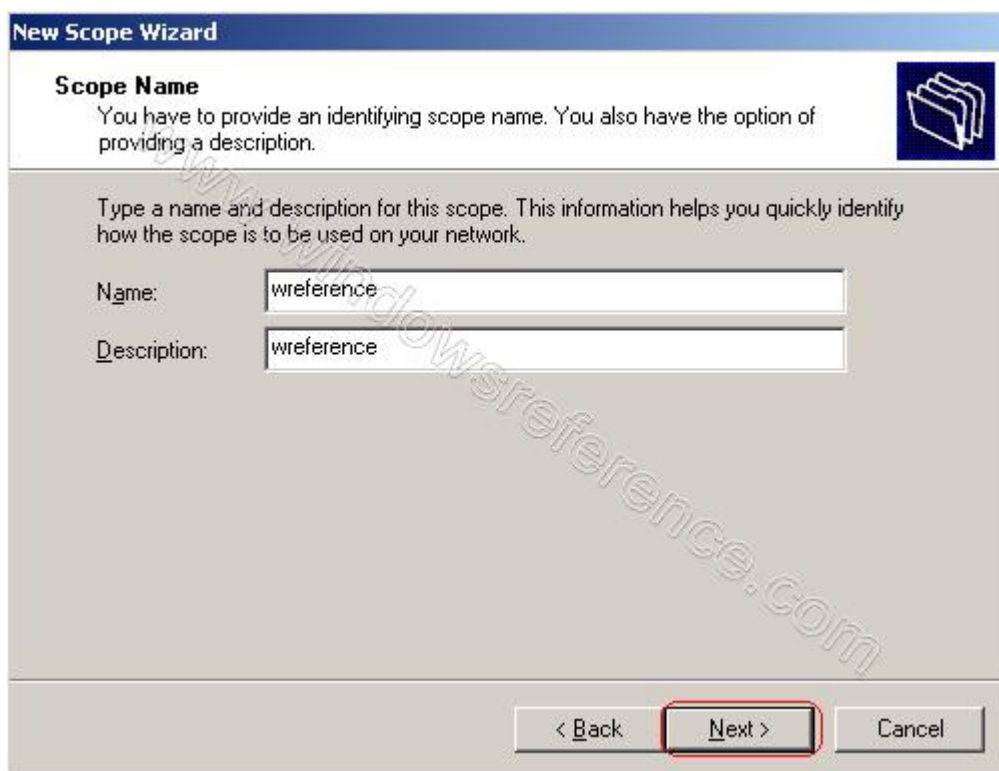 New Scope Wizard
Scope Name
You have to provide an identifying scope name. You also have the option of
providing a description.
Type a name and description for this scope. This information helps you quickly identify
how the scope is to be used on your network.
Name:
wreference
Description:
wreference
www.windowsreference.com
< Back
Next >
Cancel